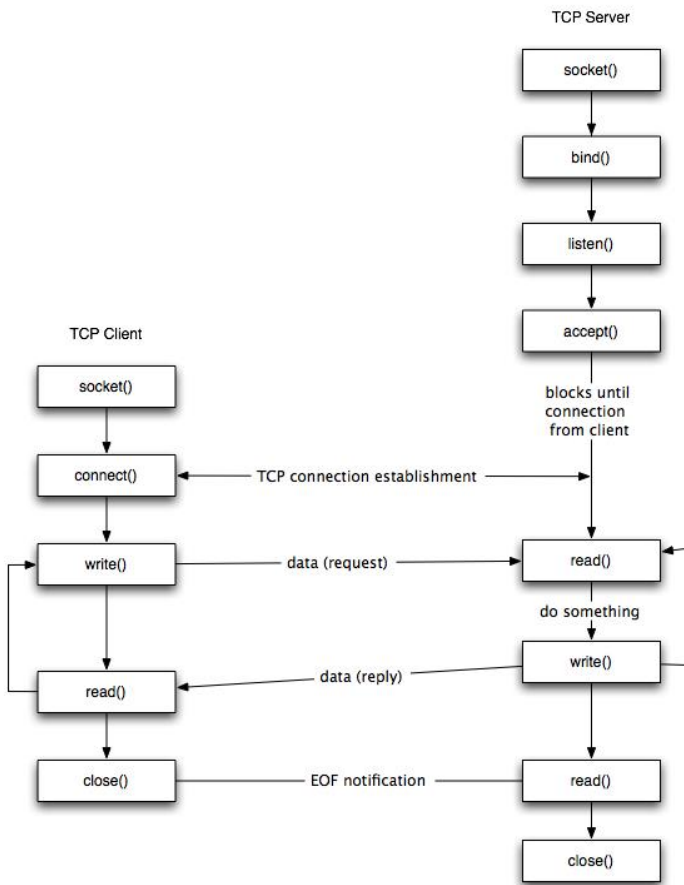 TCP Server
socket()
bind()
listen()
accept()
TCP Client
socket()
blocks until
connection
from client
connect()
TCP connection establishment
write()
data (request)
read()
do something
write()
data (reply)
read()
close()
EOF notification
read()
close()